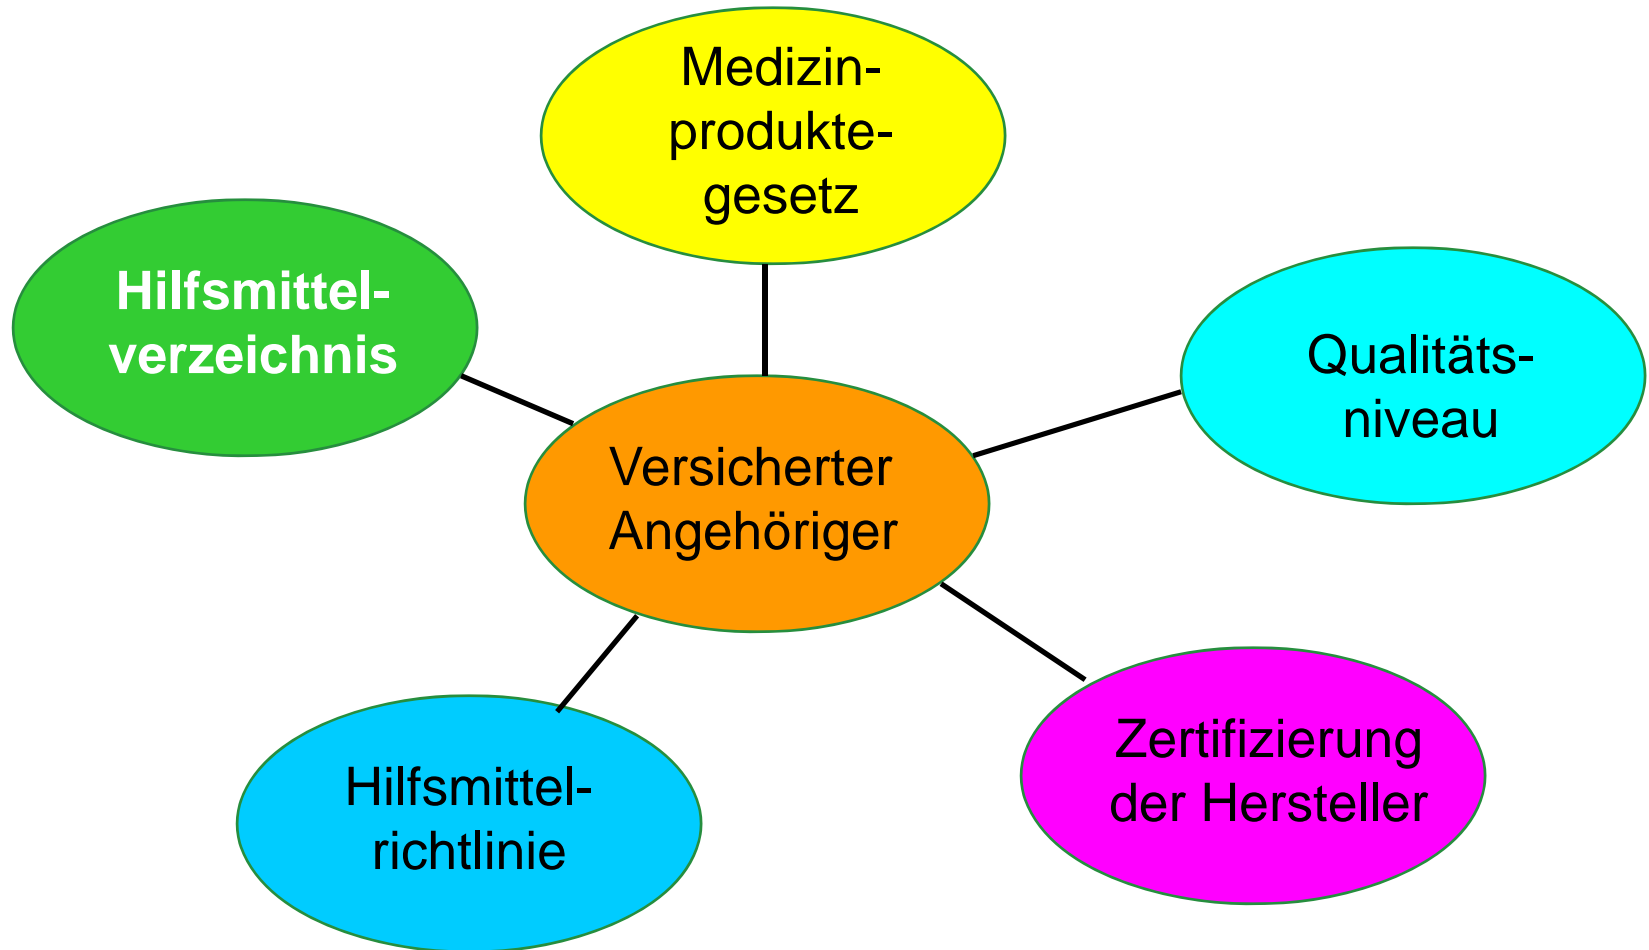 Medizin-
produkte-
gesetz
Hilfsmittel-
verzeichnis
Qualitäts-
niveau
Versicherter
Angehöriger
Zertifizierung
der Hersteller
Hilfsmittel-
richtlinie